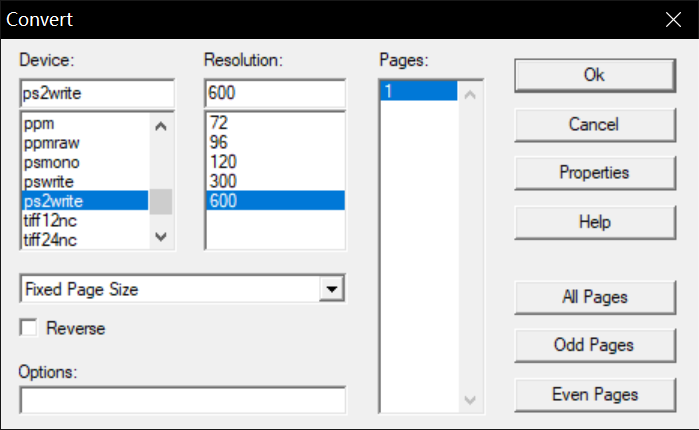 Convert
Device:
ps2write
ppm
ppmraw
psmono
pswrite
ps2write
tiff12nc
tiff24nc
Resolution:
600
72
96
120
300
600
Pages:
1
Ok
Cancel
Properties
Help
All Pages
Odd Pages
Even Pages
Fixed Page Size
Reverse
Options: